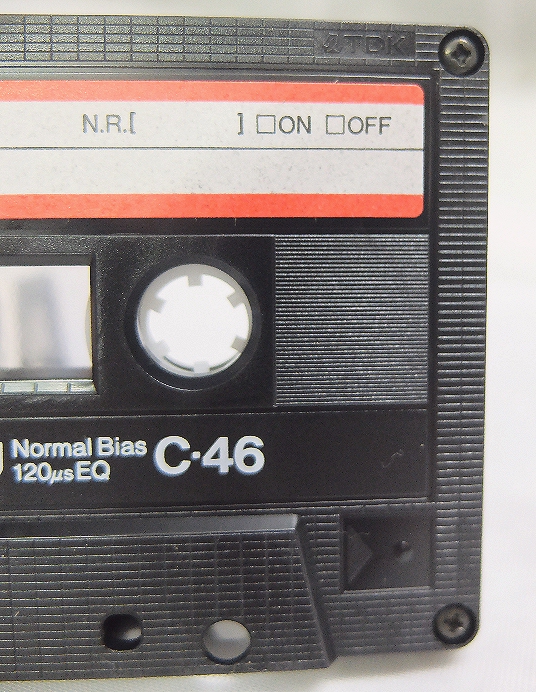 TDK
N.R.[ ] □ON □OFF
Normal Bias
120μs EQ
C·46